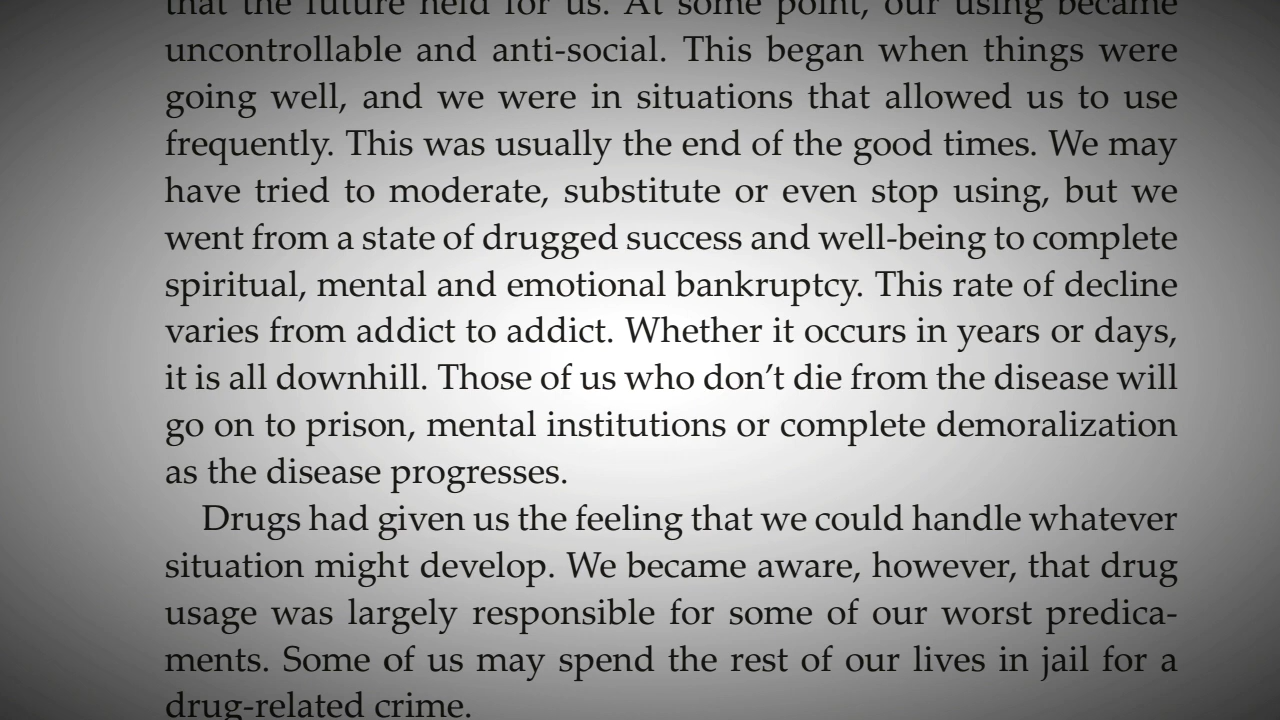 that the future held for us. At some point, our using became
uncontrollable and anti-social. This began when things were
going well, and we were in situations that allowed us to use
frequently. This was usually the end of the good times. We may
have tried to moderate, substitute or even stop using, but we
went from a state of drugged success and well-being to complete
spiritual, mental and emotional bankruptcy. This rate of decline
varies from addict to addict. Whether it occurs in years or days,
it is all downhill. Those of us who don’t die from the disease will
go on to prison, mental institutions or complete demoralization
as the disease progresses.
Drugs had given us the feeling that we could handle whatever
situation might develop. We became aware, however, that drug
usage was largely responsible for some of our worst predica-
ments. Some of us may spend the rest of our lives in jail for a
drug-related crime.